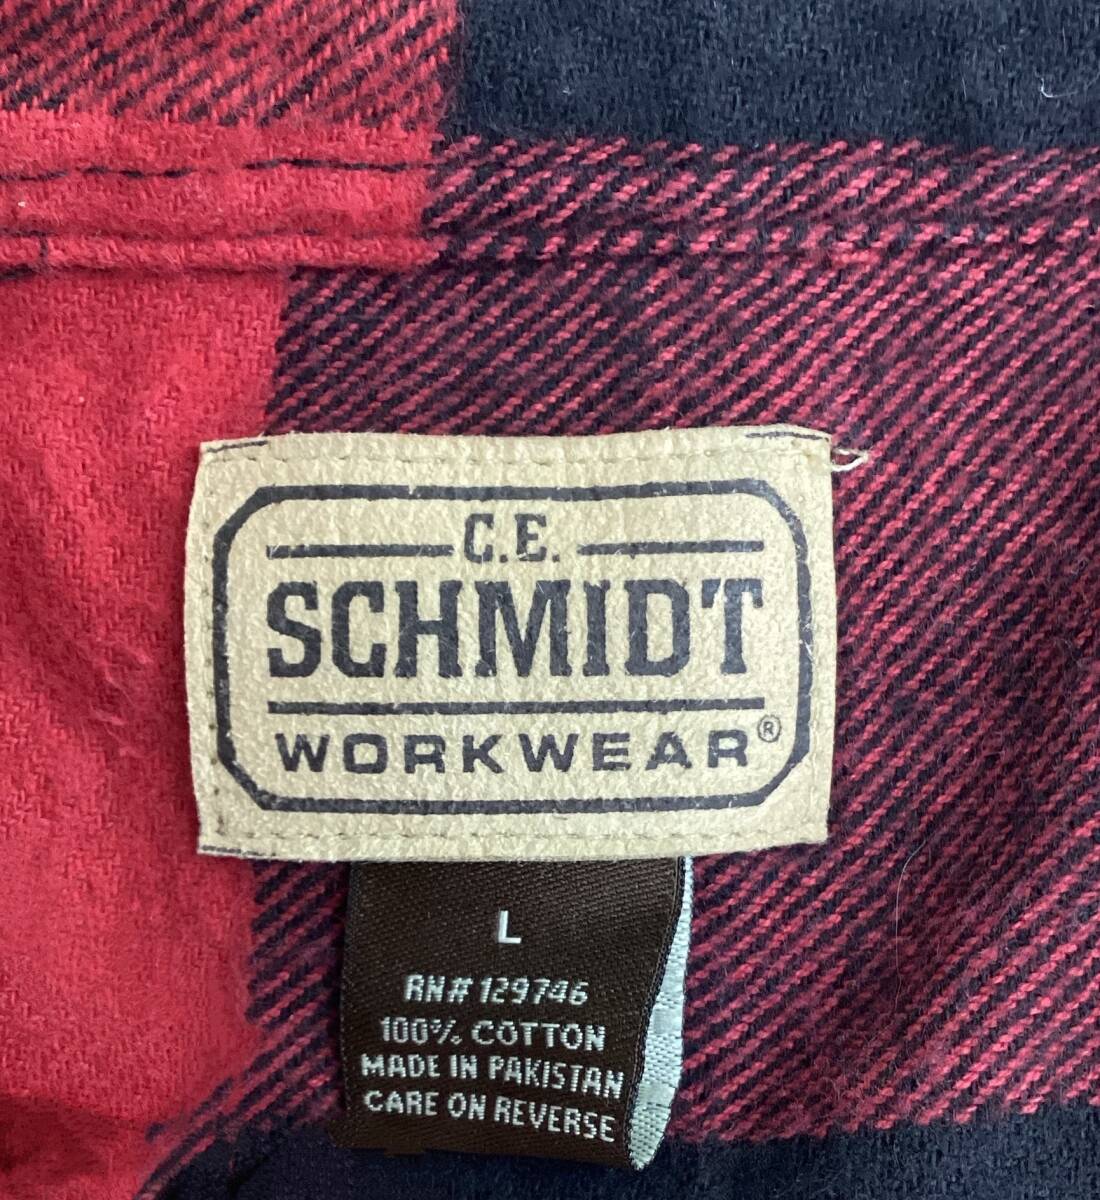 C.E.
SCHMIDT
WORKWEAR®
L
RN# 129746
100% COTTON
MADE IN PAKISTAN
CARE ON REVERSE